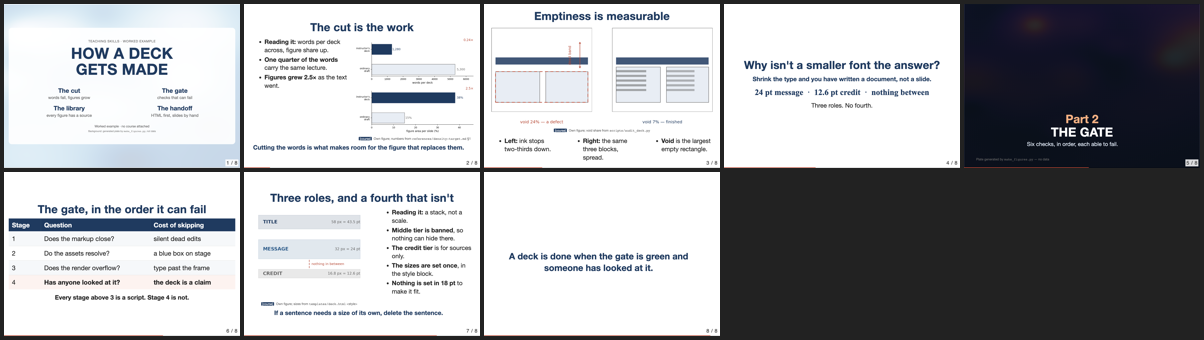 TEACHING SKILLS · WORKED EXAMPLE
HOW A DECK
GETS MADE
The cut
words fall, figures grow
The gate
checks that can fail
The library
every figure has a source
The handoff
HTML first, slides by hand
1 / 8
The cut is the work
• Reading it: words per deck
across, figure share up.
• One quarter of the words
carry the same lecture.
• Figures grew 2.5× as the text
went.
Cutting the words is what makes room for the figure that replaces them.
2 / 8
Emptiness is measurable
void 24% — a defect
void 7% — finished
• Left: ink stops
two-thirds down.
• Right: the same
three blocks,
spread.
• Void is the largest
empty rectangle.
3 / 8
Why isn't a smaller font the answer?
Shrink the type and you have written a document, not a slide.
24 pt message · 12.6 pt credit · nothing between
Three roles. No fourth.
4 / 8
Part 2
THE GATE
Six checks, in order, each able to fail.
5 / 8
The gate, in the order it can fail
Stage Question Cost of skipping
1 Does the markup close? silent dead edits
2 Do the assets resolve? a blue box on stage
3 Does the render overflow? type past the frame
4 Has anyone looked at it? the deck is a claim
Every stage above 3 is a script. Stage 4 is not.
6 / 8
Three roles, and a fourth that isn't
TITLE
MESSAGE
32 px = 24 pt
nothing in between
CREDIT
16.8 px = 12.6 pt
• Reading it: a stack, not a
scale.
• Middle tier is banned, so
nothing can hide there.
• The credit tier is for sources
only.
• The sizes are set once, in
the style block.
• Nothing is set in 18 pt to
make it fit.
If a sentence needs a size of its own, delete the sentence.
7 / 8
A deck is done when the gate is green and
someone has looked at it.
8 / 8